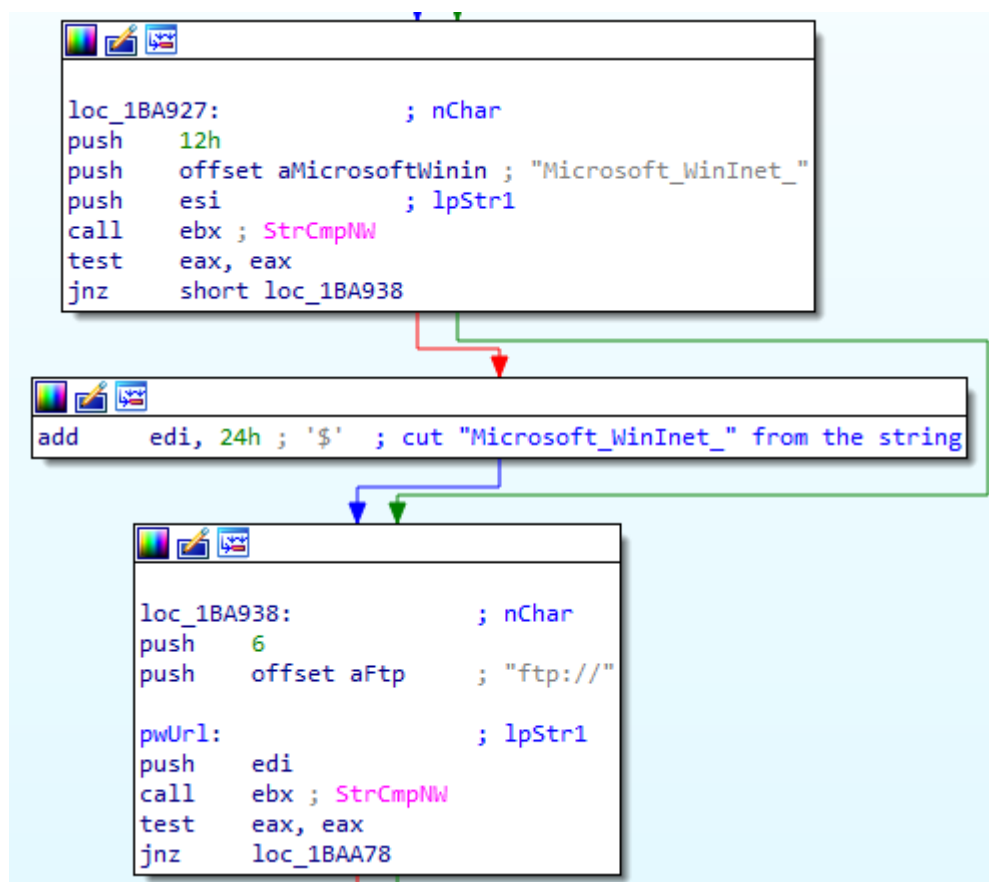 loc_1BA927: ; nChar
push 12h
push offset aMicrosoftWinin ; "Microsoft_WinInet_"
push esi ; lpStr1
call ebx ; StrCmpNW
test eax, eax
jnz short loc_1BA938
add edi, 24h ; '$' ; cut "Microsoft_WinInet_" from the string
loc_1BA938: ; nChar
push 6
push offset aFtp ; "ftp://"
pwUrl: ; lpStr1
push edi
call ebx ; StrCmpNW
test eax, eax
jnz loc_1BAA78